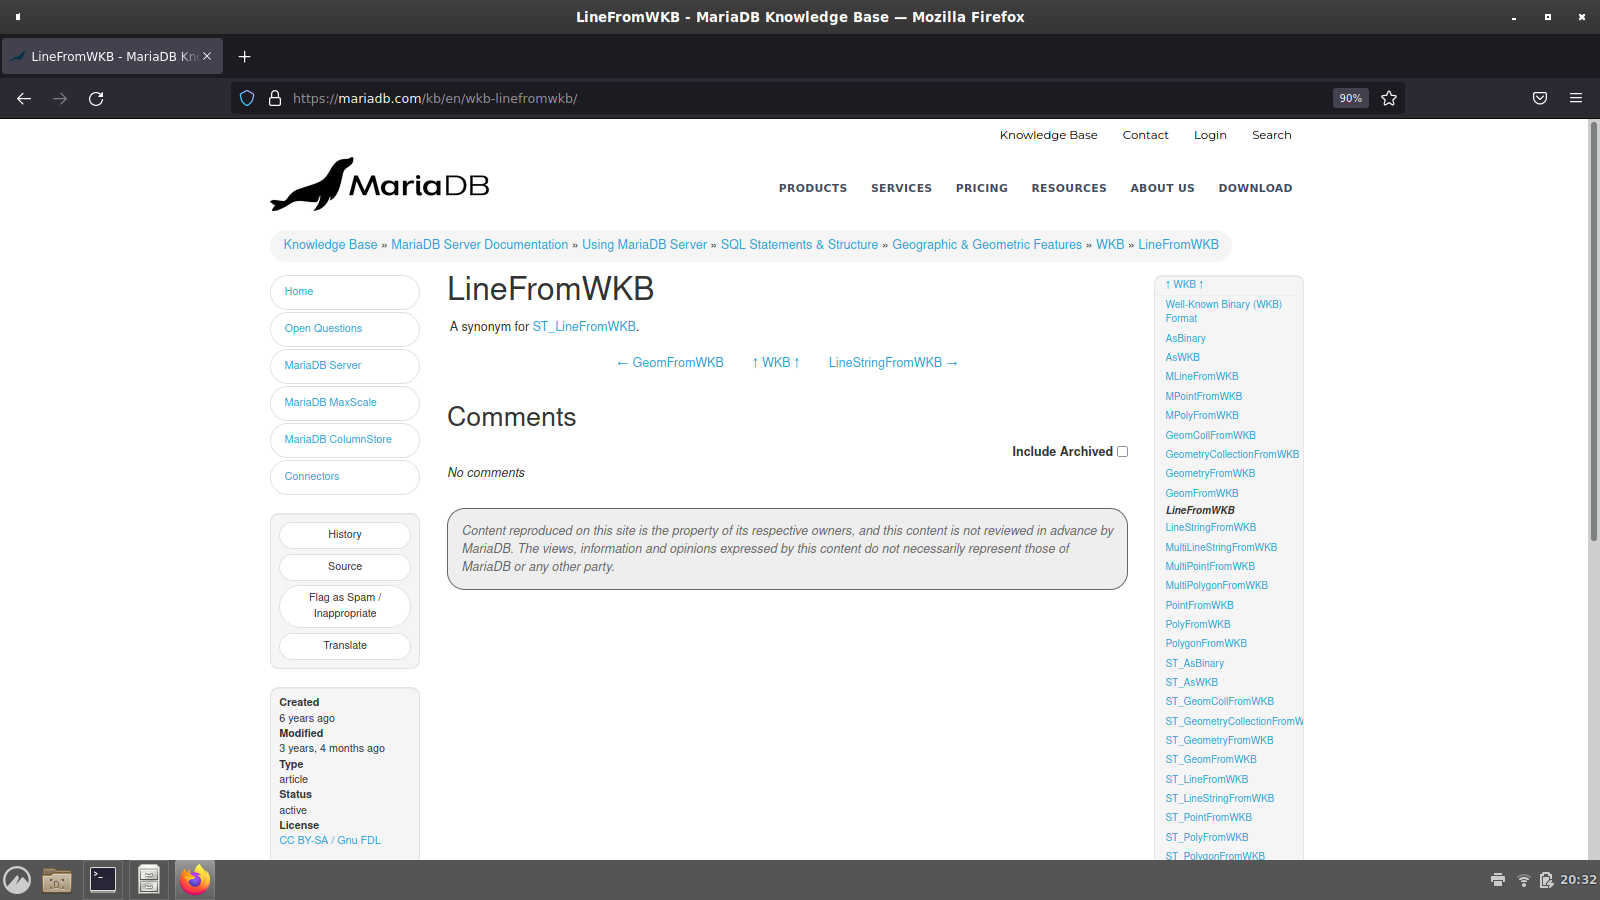 LineFromWKB - MariaDB Knowledge Base — Mozilla Firefox
LineFromWKB - MariaDB Kn
https://mariadb.com/kb/en/wkb-linefromwkb/
90%
Knowledge Base Contact Login Search
MariaDB
PRODUCTS SERVICES PRICING RESOURCES ABOUT US DOWNLOAD
Knowledge Base » MariaDB Server Documentation » Using MariaDB Server » SQL Statements & Structure » Geographic & Geometric Features » WKB » LineFromWKB
Home
Open Questions
MariaDB Server
MariaDB MaxScale
MariaDB ColumnStore
Connectors
History
Source
Flag as Spam /
Inappropriate
Translate
Created
6 years ago
Modified
3 years, 4 months ago
Type
article
Status
active
License
CC BY-SA / Gnu FDL
LineFromWKB
A synonym for ST_LineFromWKB.
← GeomFromWKB ↑ WKB ↑ LineStringFromWKB →
Comments
Include Archived
No comments
Content reproduced on this site is the property of its respective owners, and this content is not reviewed in advance by
MariaDB. The views, information and opinions expressed by this content do not necessarily represent those of
MariaDB or any other party.
↑ WKB ↑
Well-Known Binary (WKB)
Format
AsBinary
AsWKB
MLineFromWKB
MPointFromWKB
MPolyFromWKB
GeomCollFromWKB
GeometryCollectionFromWKB
GeometryFromWKB
GeomFromWKB
LineFromWKB
LineStringFromWKB
MultiLineStringFromWKB
MultiPointFromWKB
MultiPolygonFromWKB
PointFromWKB
PolyFromWKB
PolygonFromWKB
ST_AsBinary
ST_AsWKB
ST_GeomCollFromWKB
ST_GeometryCollectionFromW
ST_GeometryFromWKB
ST_GeomFromWKB
ST_LineFromWKB
ST_LineStringFromWKB
ST_PointFromWKB
ST_PolyFromWKB
ST_PolygonFromWKB
20:32